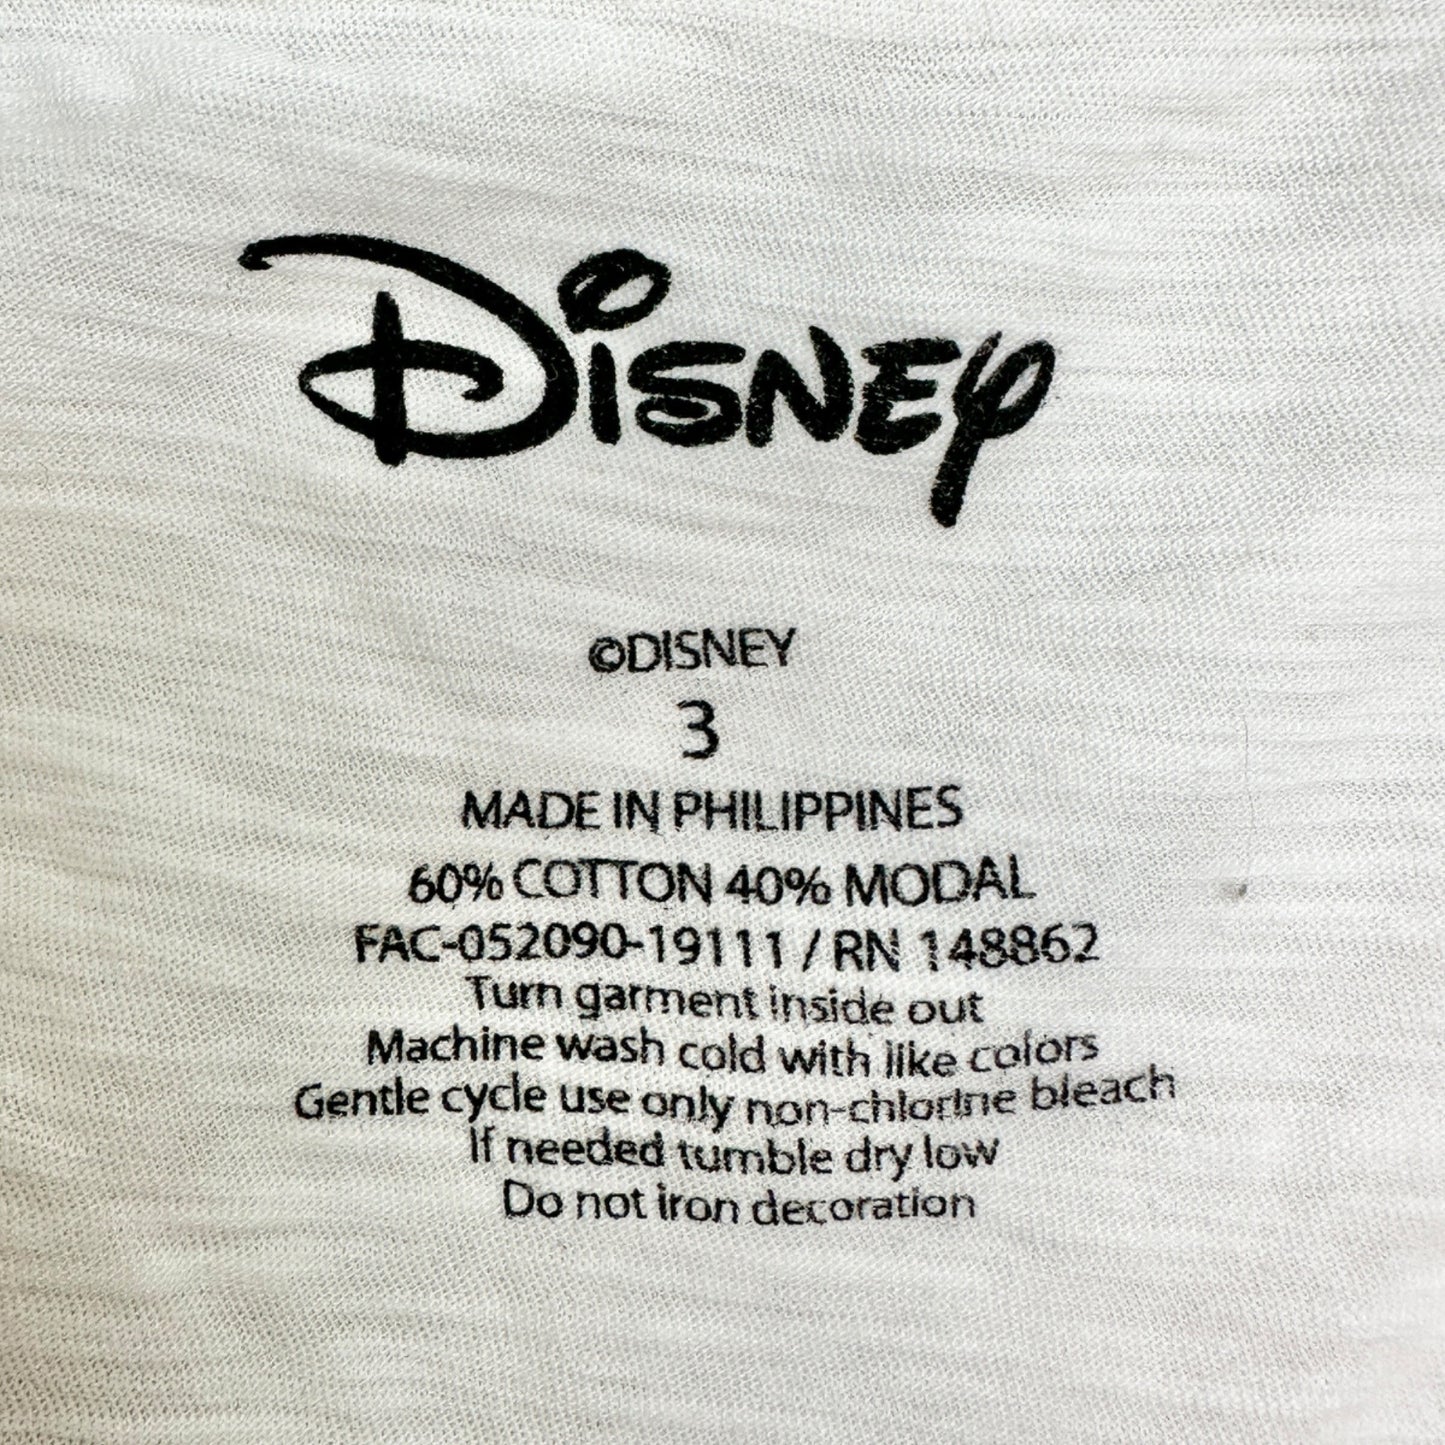 Disney
©DISNEY
3
MADE IN PHILIPPINES
60% COTTON 40% MODAL
FAC-052090-19111 / RN 148862
Turn garment inside out
Machine wash cold with like colors
Gentle cycle use only non-chlorine bleach
If needed tumble dry low
Do not iron decoration